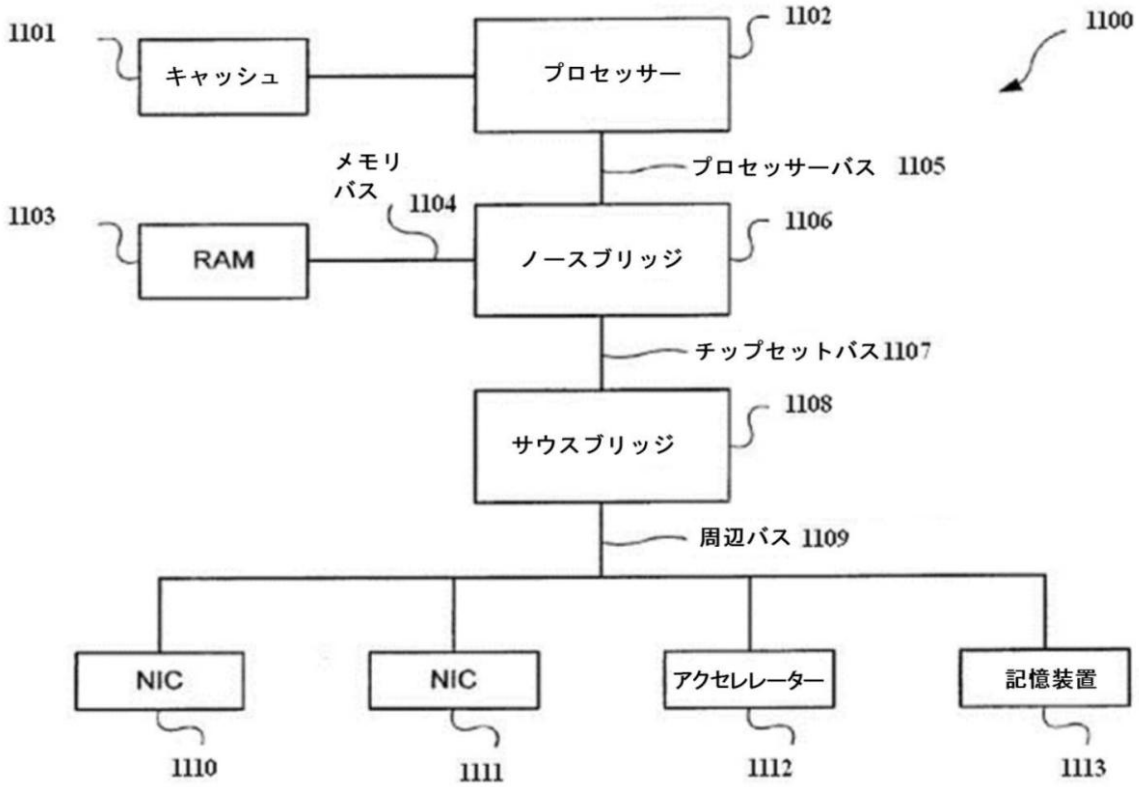 1101
キャッシュ
プロセッサー
1102
1100
メモリ
バス
1104
プロセッサーバス 1105
1103
RAM
ノースブリッジ
1106
チップセットバス1107
サウスブリッジ
1108
周辺バス 1109
NIC
NIC
アクセレレーター
記憶装置
1110
1111
1112
1113